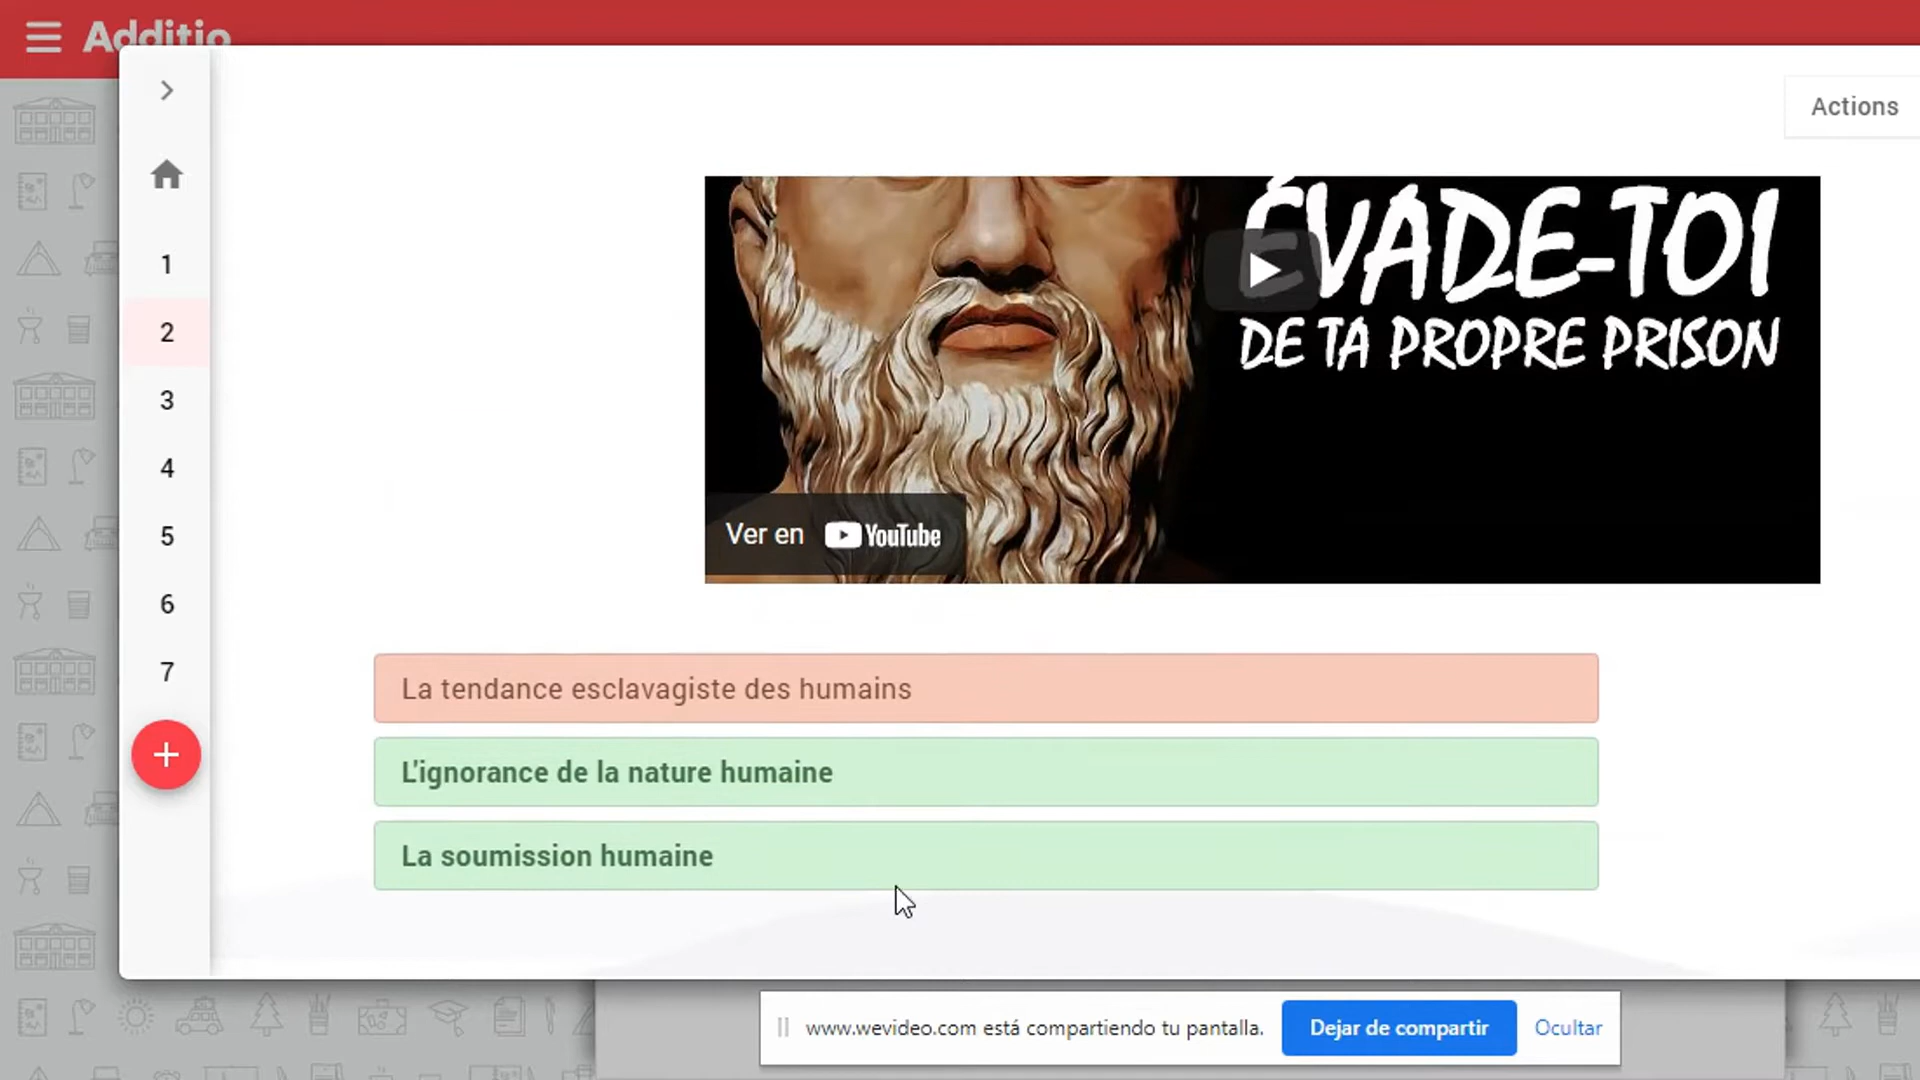 Additio
Actions
1
2
3
4
5
6
7
ÉVADE-TOI
DE TA PROPRE PRISON
Ver en YouTube
La tendance esclavagiste des humains
L'ignorance de la nature humaine
La soumission humaine
www.wevideo.com está compartiendo tu pantalla.
Dejar de compartir
Ocultar